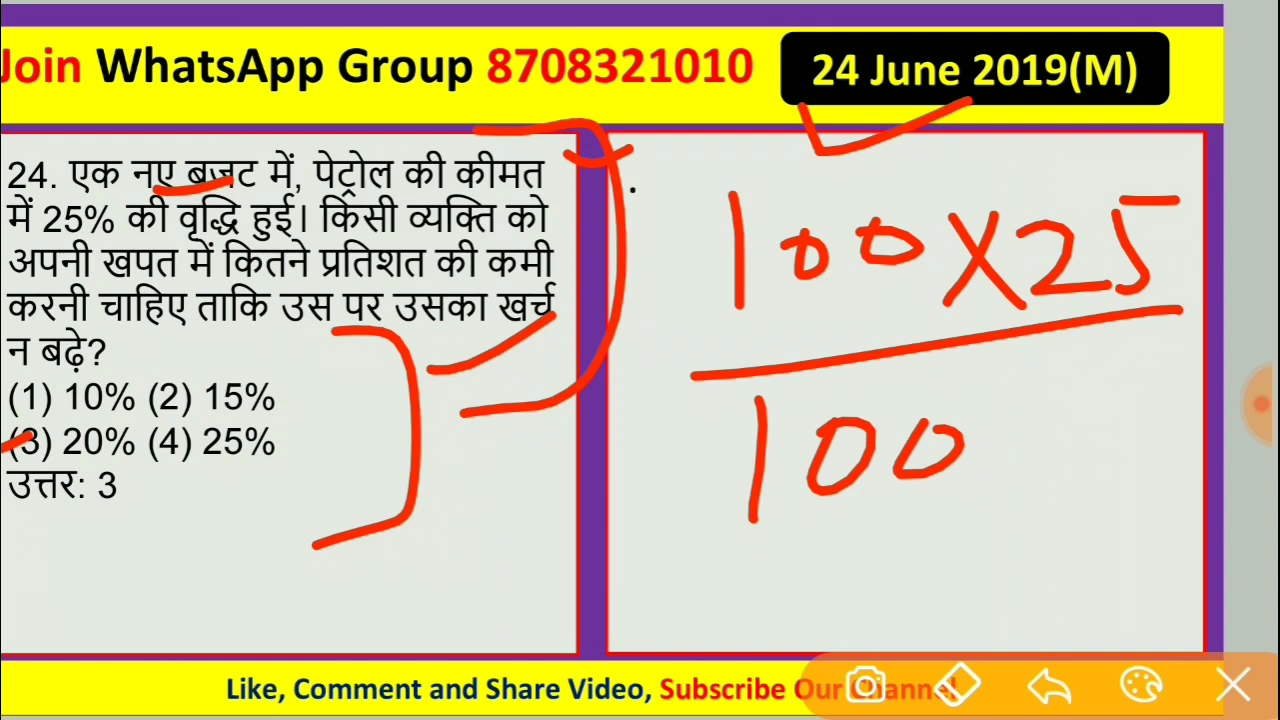 Join WhatsApp Group 8708321010
24 June 2019(M)
24. एक नए बजट में, पेट्रोल की कीमत
में 25% की वृद्धि हुई। किसी व्यक्ति को
अपनी खपत में कितने प्रतिशत की कमी
करनी चाहिए ताकि उस पर उसका खर्च
न बढ़े?
(1) 10% (2) 15%
(3) 20% (4) 25%
उत्तर: 3
100X25
100
Like, Comment and Share Video, Subscribe Our Channel